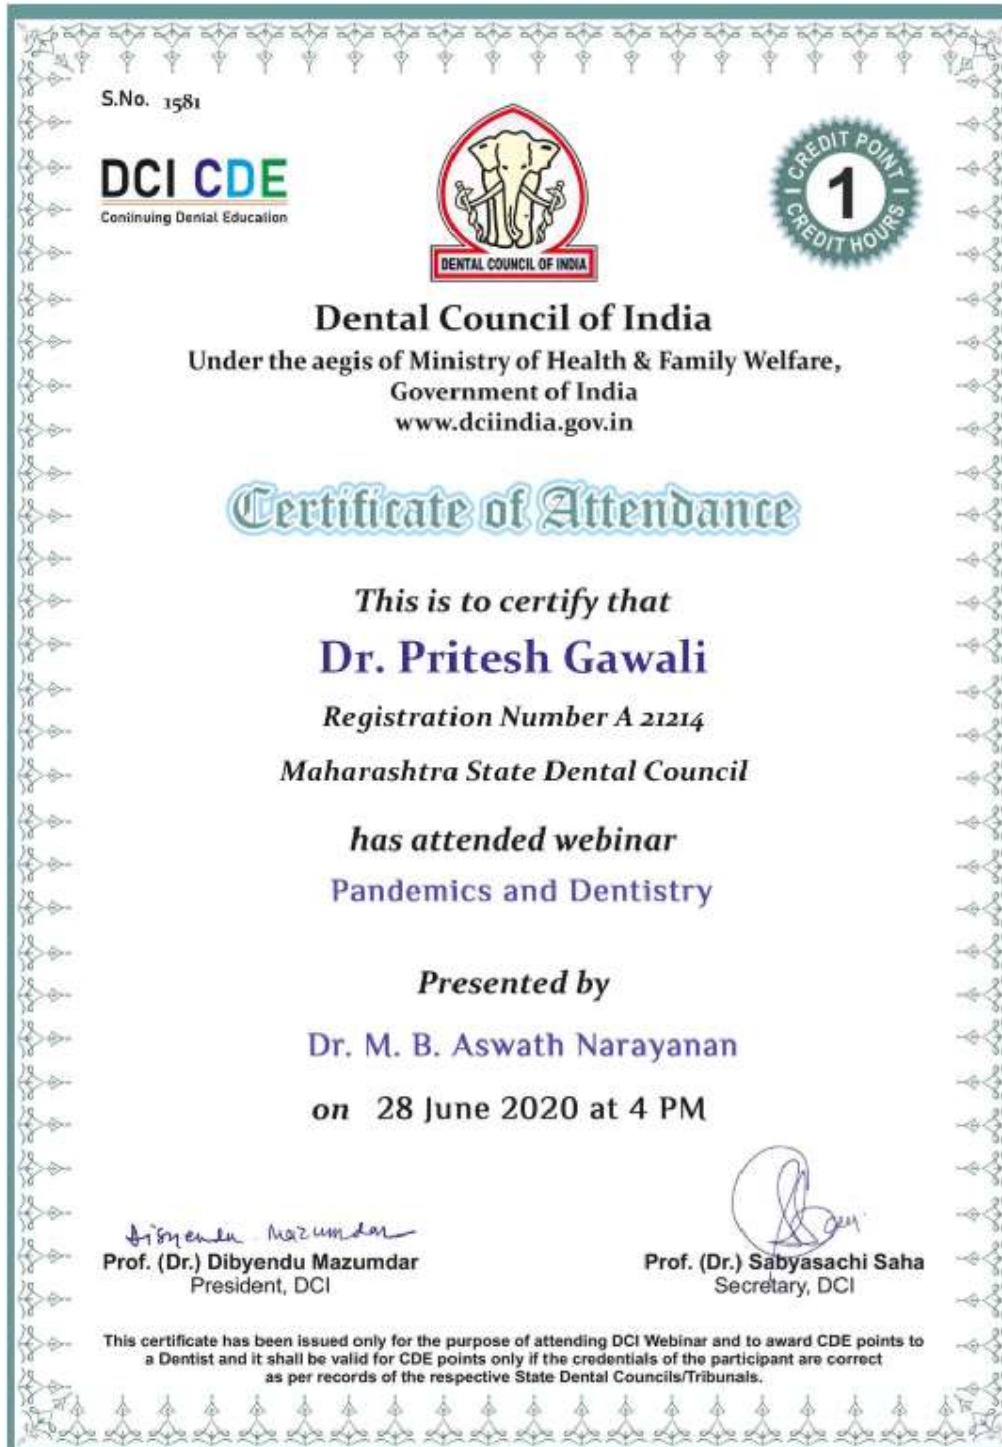 S.No. 1581
DCI CDE
Continuing Dental Education
DENTAL COUNCIL OF INDIA
CREDIT POINT
1
CREDIT HOURS
Dental Council of India
Under the aegis of Ministry of Health & Family Welfare,
Government of India
www.dciindia.gov.in
Certificate of Attendance
This is to certify that
Dr. Pritesh Gawali
Registration Number A 21214
Maharashtra State Dental Council
has attended webinar
Pandemics and Dentistry
Presented by
Dr. M. B. Aswath Narayanan
on 28 June 2020 at 4 PM
Dibyendu Mazumdar
Prof. (Dr.) Dibyendu Mazumdar
President, DCI
Prof. (Dr.) Sabyasachi Saha
Secretary, DCI
This certificate has been issued only for the purpose of attending DCI Webinar and to award CDE points to
a Dentist and it shall be valid for CDE points only if the credentials of the participant are correct
as per records of the respective State Dental Councils/Tribunals.